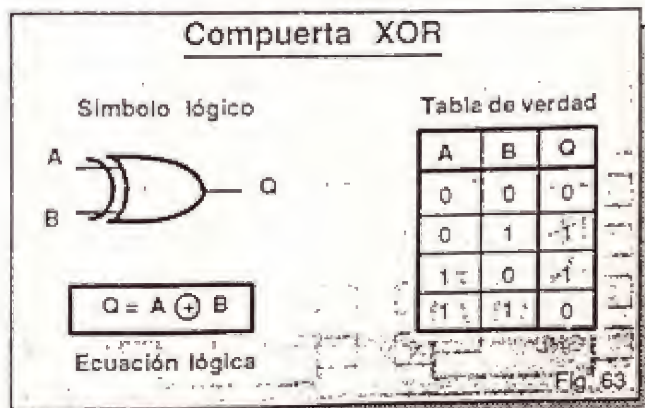 Compuerta XOR
Símbolo lógico
A
B
Q
Q = A ⊕ B
Ecuación lógica
Tabla de verdad
A B Q
0 0 0
0 1 1
1 0 1
1 1 0
Fig. 63